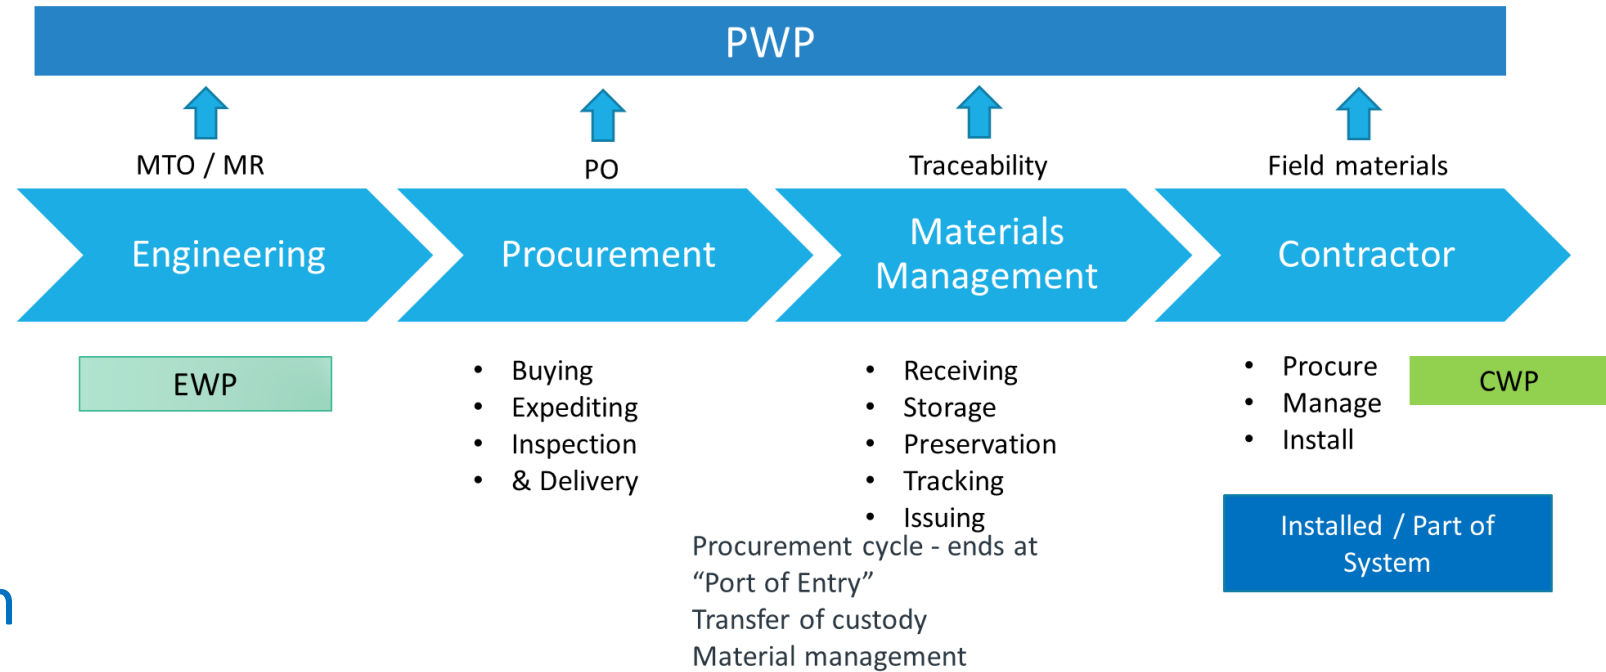 PWP
MTO / MR
PO
Traceability
Field materials
Engineering
Procurement
Materials
Management
Contractor
EWP
• Buying
• Expediting
• Inspection
• & Delivery
• Receiving
• Storage
• Preservation
• Tracking
• Issuing
Procurement cycle - ends at
“Port of Entry”
Transfer of custody
Material management
• Procure
• Manage
• Install
CWP
Installed / Part of
System